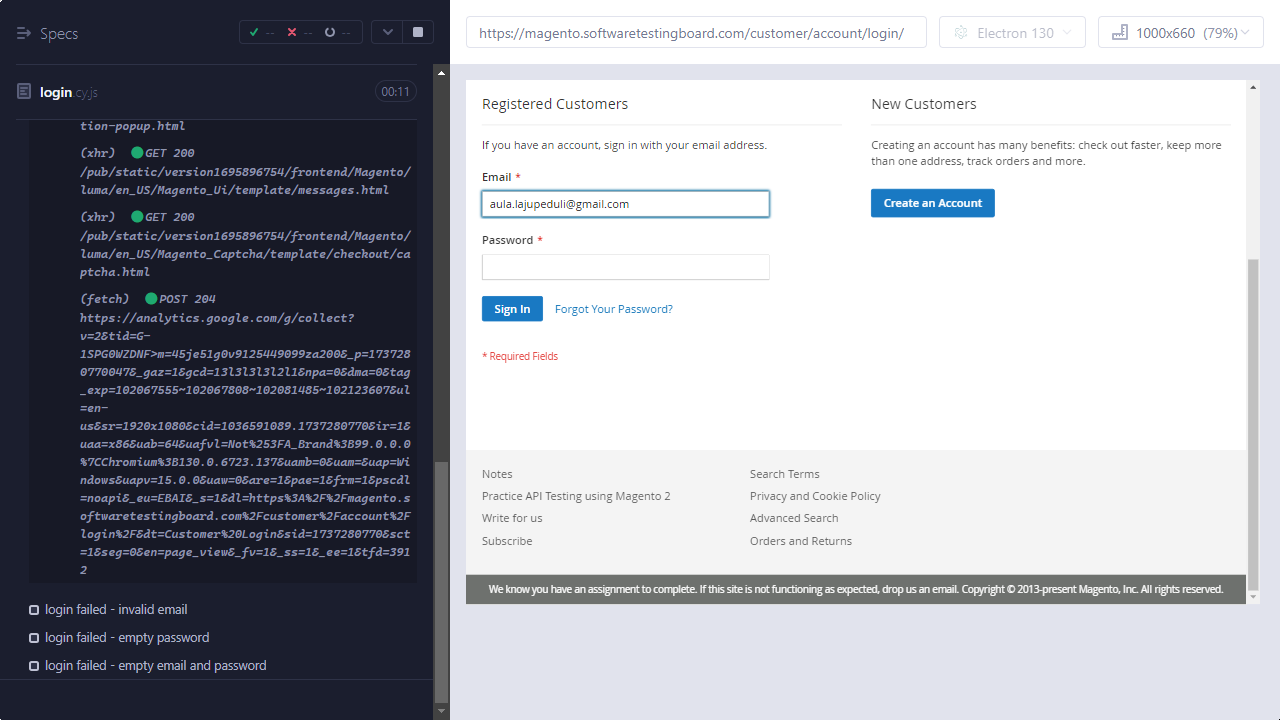 Specs
--
--
--
login.cy.js
00:11
tion-popup.html
(xhr) GET 200
/pub/static/version1695896754/frontend/Magento/
luma/en_US/Magento_Ui/template/messages.html
(xhr) GET 200
/pub/static/version1695896754/frontend/Magento/
luma/en_US/Magento_Captcha/template/checkout/ca
ptcha.html
(fetch) POST 204
https://analytics.google.com/g/collect?
v=2&tid=G-
1SPG0WZDNF>m=45je51g0v9125449099za200&_p=173728
0770047&_gaz=1&gcd=13l3l3l3l2l1&npa=0&dma=0&tag
_exp=102067555~102067808~102081485~102123607&ul
=en-
us&sr=1920x1080&cid=1036591089.1737280770&ir=1&
uaa=x86&uab=64&uafvl=Not%253FA_Brand%3B99.0.0.0
%7CChromium%3B130.0.6723.137&uamb=0&uam=&uap=Wi
ndows&uapv=15.0.0&uaw=0&are=1&pae=1&frm=1&pscdl
=noapi&_eu=EBAI&_s=1&dl=https%3A%2F%2Fmagento.s
oftwaretestingboard.com%2Fcustomer%2Faccount%2F
login%2F&dt=Customer%20Login&sid=1737280770&sct
=1&seg=0&en=page_view&_fv=1&_ss=1&_ee=1&tfd=391
2
login failed - invalid email
login failed - empty password
login failed - empty email and password
https://magento.softwaretestingboard.com/customer/account/login/
Electron 130
1000x660 (79%)
Registered Customers
If you have an account, sign in with your email address.
Email *
aula.lajupeduli@gmail.com
Password *
Sign In
Forgot Your Password?
* Required Fields
New Customers
Creating an account has many benefits: check out faster, keep more
than one address, track orders and more.
Create an Account
Notes
Practice API Testing using Magento 2
Write for us
Subscribe
Search Terms
Privacy and Cookie Policy
Advanced Search
Orders and Returns
We know you have an assignment to complete. If this site is not functioning as expected, drop us an email. Copyright © 2013-present Magento, Inc. All rights reserved.